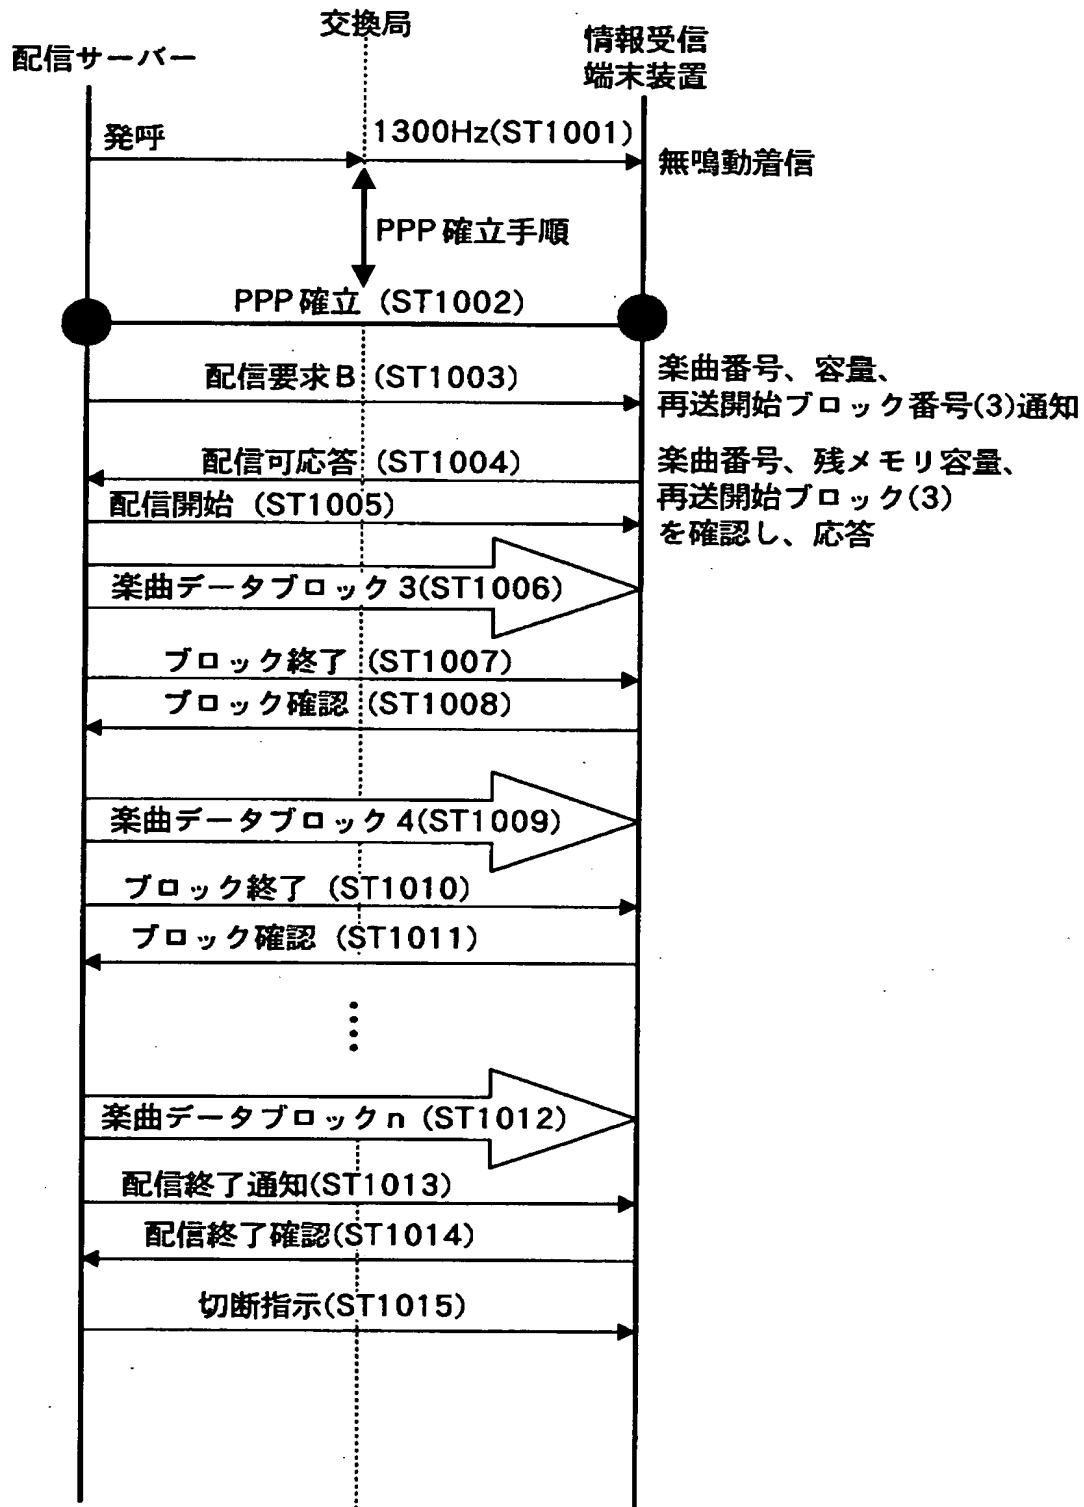 配信サーバー
交換局
情報受信
端末装置
発呼
1300Hz(ST1001)
無鳴動着信
PPP確立手順
PPP確立 (ST1002)
配信要求B (ST1003)
楽曲番号、容量、
再送開始ブロック番号(3)通知
配信可応答 (ST1004)
楽曲番号、残メモリ容量、
再送開始ブロック(3)
を確認し、応答
配信開始 (ST1005)
楽曲データブロック3(ST1006)
ブロック終了 (ST1007)
ブロック確認 (ST1008)
楽曲データブロック4(ST1009)
ブロック終了 (ST1010)
ブロック確認 (ST1011)
楽曲データブロックn (ST1012)
配信終了通知(ST1013)
配信終了確認(ST1014)
切断指示(ST1015)